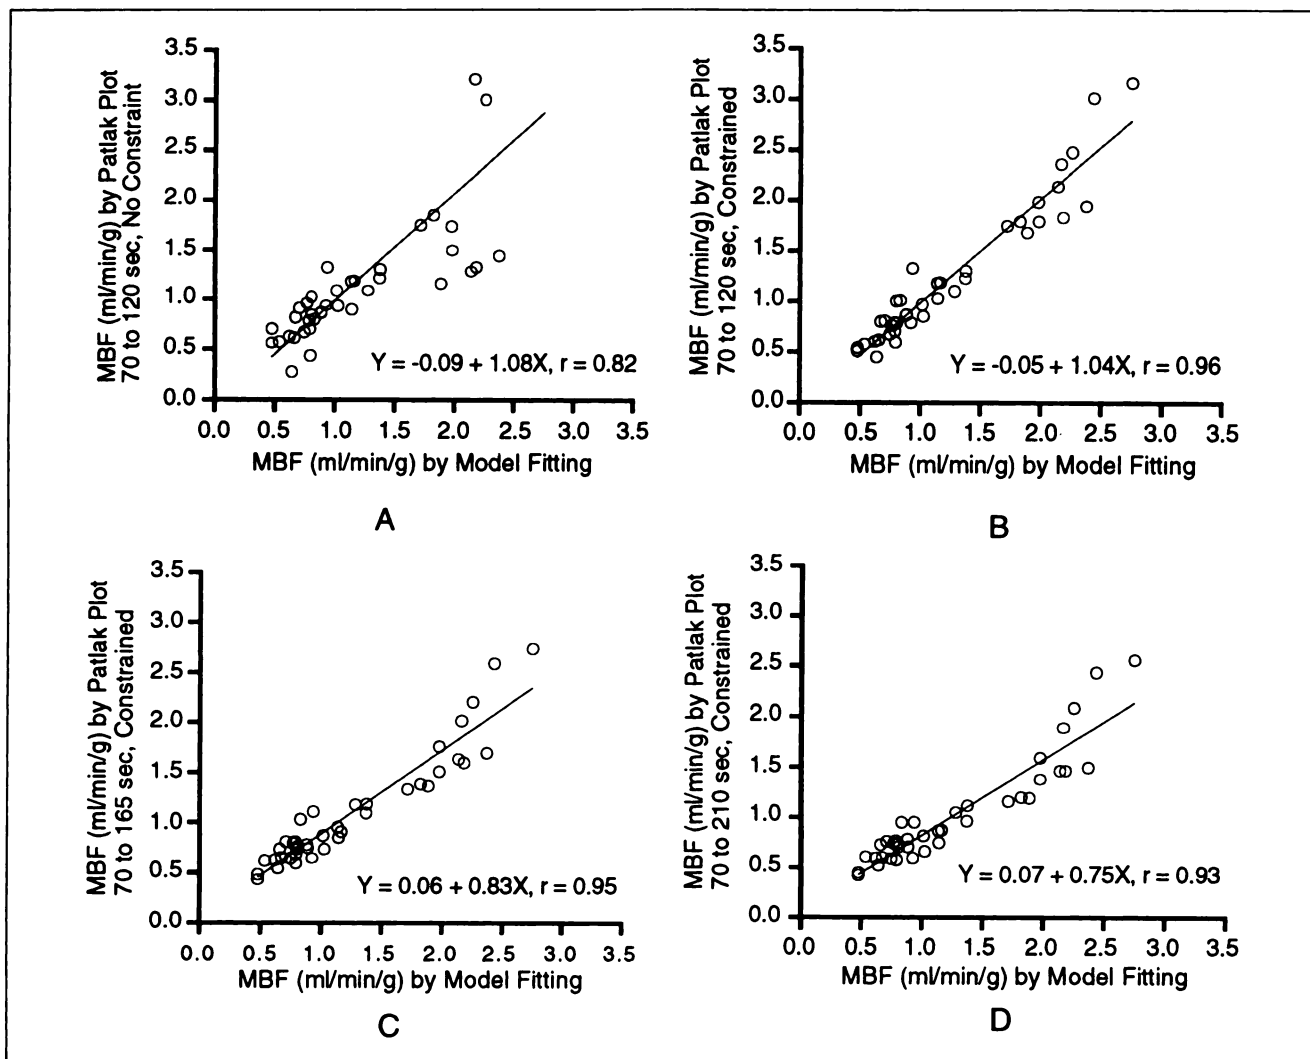 MBF (ml/min/g) by Patlak Plot
70 to 120 sec, No Constraint
3.5
3.0
2.5
2.0
1.5
1.0
0.5
0.0
Y = -0.09 + 1.08X, r = 0.82
0.0 0.5 1.0 1.5 2.0 2.5 3.0 3.5
MBF (ml/min/g) by Model Fitting
A
MBF (ml/min/g) by Patlak Plot
70 to 120 sec, Constrained
3.5
3.0
2.5
2.0
1.5
1.0
0.5
0.0
Y = -0.05 + 1.04X, r = 0.96
0.0 0.5 1.0 1.5 2.0 2.5 3.0 3.5
MBF (ml/min/g) by Model Fitting
B
MBF (ml/min/g) by Patlak Plot
70 to 165 sec, Constrained
3.5
3.0
2.5
2.0
1.5
1.0
0.5
0.0
Y = 0.06 + 0.83X, r = 0.95
0.0 0.5 1.0 1.5 2.0 2.5 3.0 3.5
MBF (ml/min/g) by Model Fitting
C
MBF (ml/min/g) by Patlak Plot
70 to 210 sec, Constrained
3.5
3.0
2.5
2.0
1.5
1.0
0.5
0.0
Y = 0.07 + 0.75X, r = 0.93
0.0 0.5 1.0 1.5 2.0 2.5 3.0 3.5
MBF (ml/min/g) by Model Fitting
D